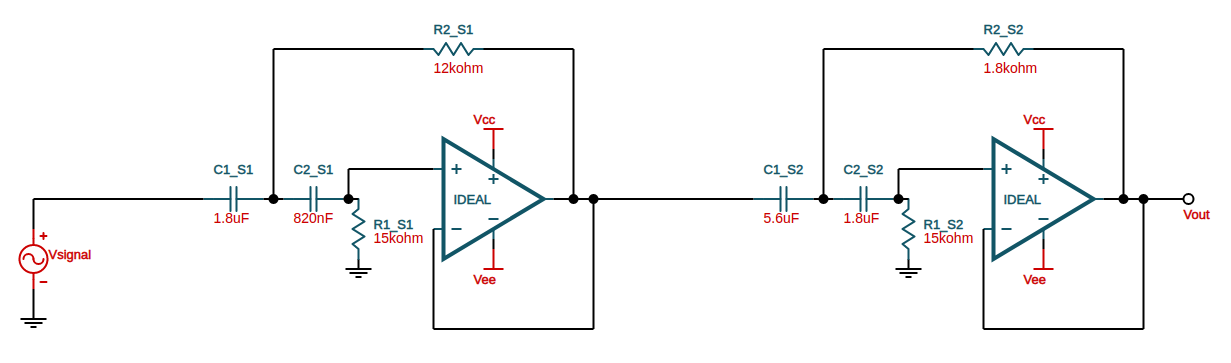 R2_S1
12kohm
R2_S2
1.8kohm
Vcc
Vcc
C1_S1
1.8uF
C2_S1
820nF
IDEAL
R1_S1
15kohm
C1_S2
5.6uF
C2_S2
1.8uF
IDEAL
R1_S2
15kohm
Vout
Vsignal
Vee
Vee